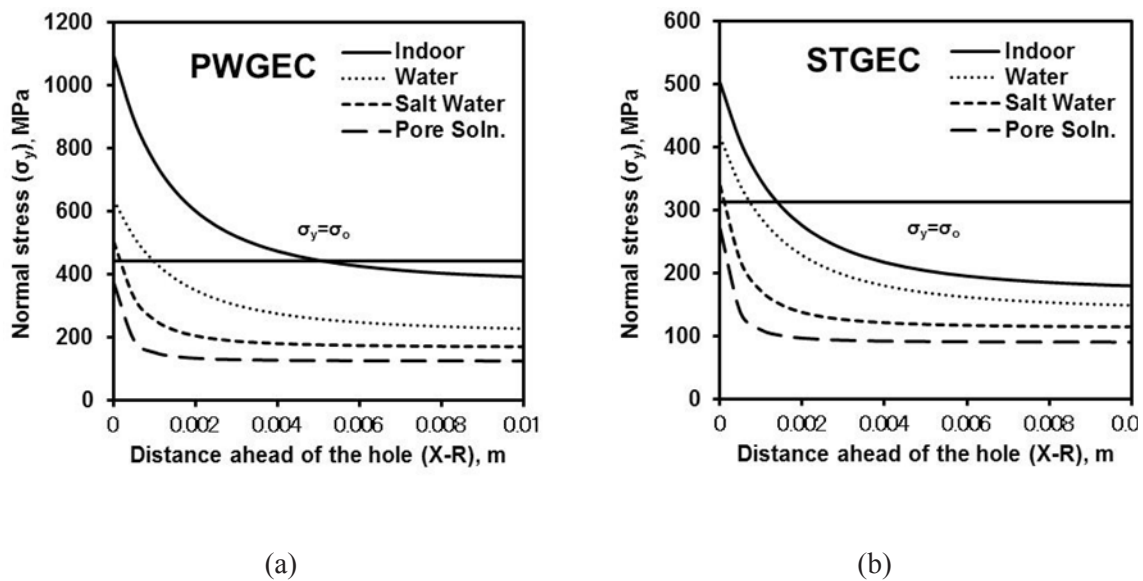 1200
1000
800
600
400
200
0
Normal stress (σy), MPa
PWGEC
Indoor
Water
Salt Water
Pore Soln.
σy=σo
0 0.002 0.004 0.006 0.008 0.01
Distance ahead of the hole (X-R), m
(a)
600
500
400
300
200
100
0
Normal stress (σy), MPa
STGEC
Indoor
Water
Salt Water
Pore Soln.
σy=σo
0 0.002 0.004 0.006 0.008 0.0
Distance ahead of the hole (X-R), m
(b)